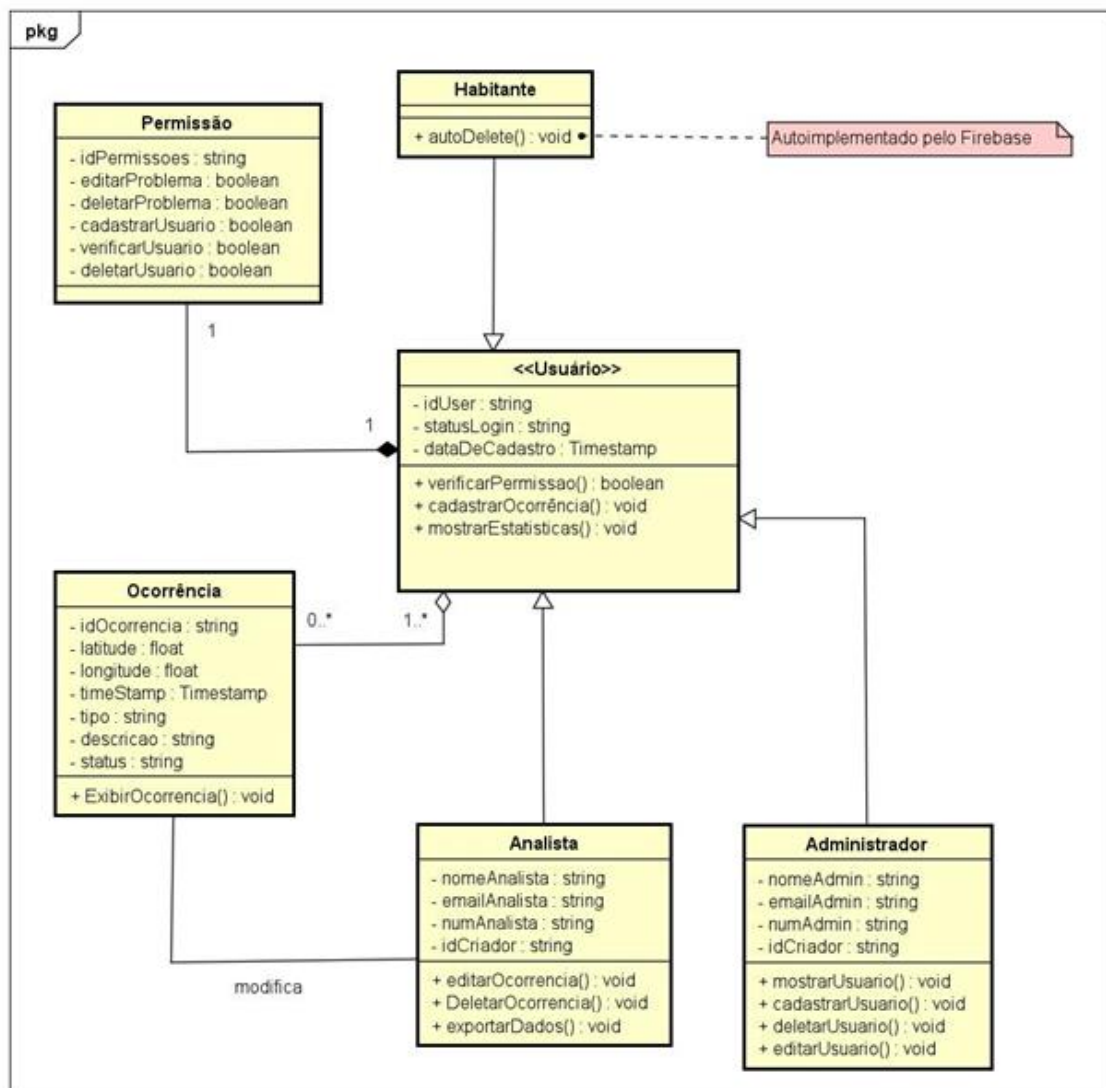 pkg
Habitante
+ autoDelete() : void
Autoimplementado pelo Firebase
Permissão
- idPermissoes : string
- editarProblema : boolean
- deletarProblema : boolean
- cadastrarUsuario : boolean
- verificarUsuario : boolean
- deletarUsuario : boolean
1
1
<<Usuário>>
- idUser : string
- statusLogin : string
- dataDeCadastro : Timestamp
+ verificarPermissao() : boolean
+ cadastrarOcorrência() : void
+ mostrarEstatisticas() : void
Ocorrência
- idOcorrencia : string
- latitude : float
- longitude : float
- timeStamp : Timestamp
- tipo : string
- descricao : string
- status : string
+ ExibirOcorrencia() : void
0..*
1..*
modifica
Analista
- nomeAnalista : string
- emailAnalista : string
- numAnalista : string
- idCriador : string
+ editarOcorrencia() : void
+ DeletarOcorrencia() : void
+ exportarDados() : void
Administrador
- nomeAdmin : string
- emailAdmin : string
- numAdmin : string
- idCriador : string
+ mostrarUsuario() : void
+ cadastrarUsuario() : void
+ deletarUsuario() : void
+ editarUsuario() : void